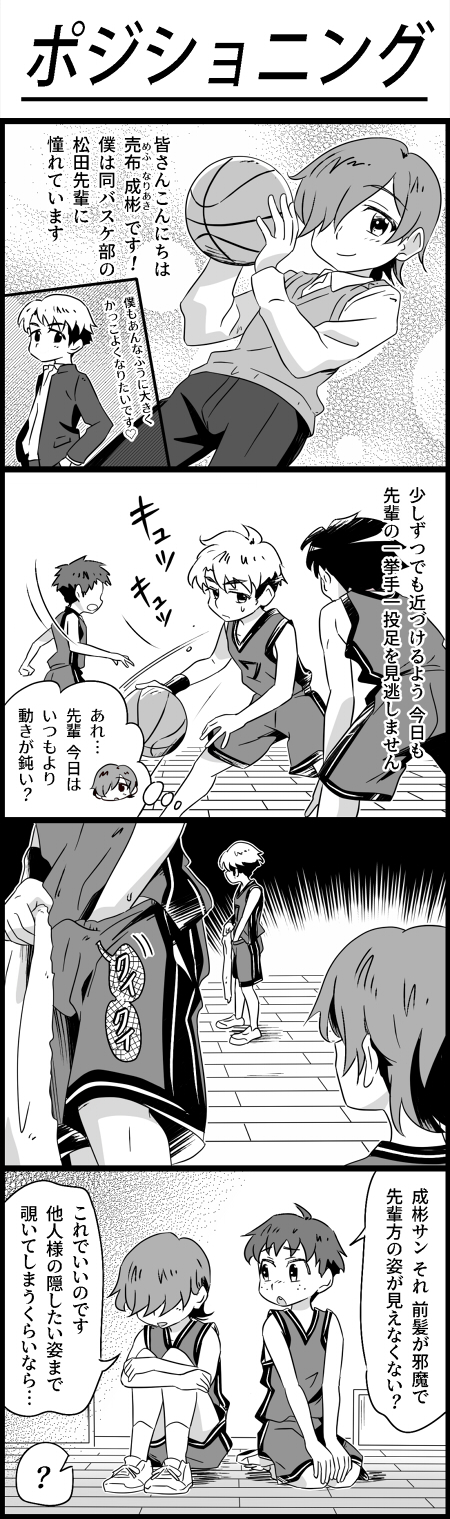 ポジショニング
皆さんこんにちは
売布 成彬 です！
めふ なりあき
僕は同バスケ部の
松田先輩に
憧れています
僕もあんなふうに大きく
かっこよくなりたいです♡
少しずつでも近づけるよう 今日も
先輩の一挙手一投足を見逃しません
キュッ
キュッ
あれ…
先輩 今日は
いつもより
動きが鈍い？
クイ
クイ
成彬サン それ 前髪が邪魔で
先輩方の姿が見えなくない？
これでいいのです
他人様の隠したい姿まで
覗いてしまうくらいなら…
？